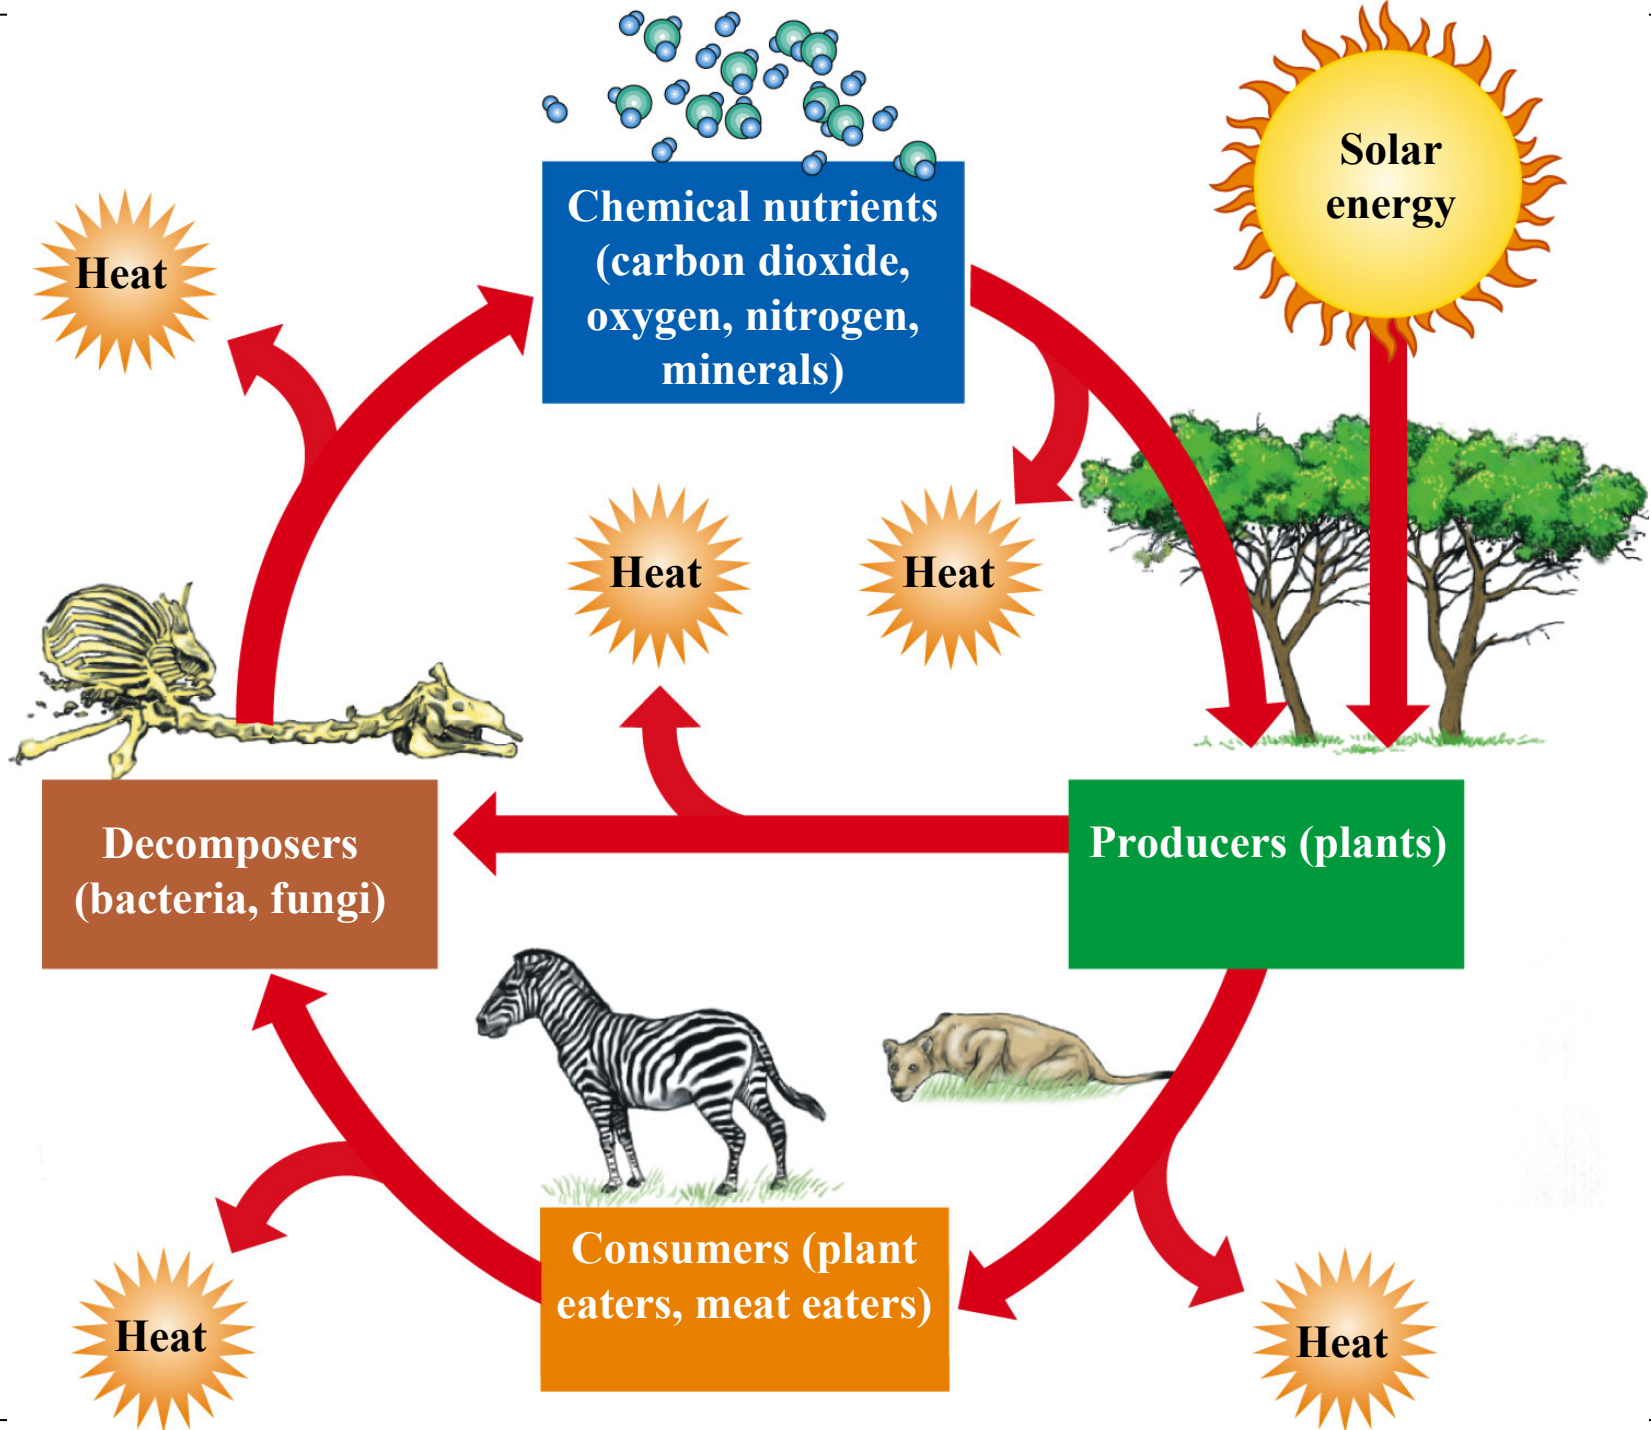 Solar
energy
Chemical nutrients
(carbon dioxide,
oxygen, nitrogen,
minerals)
Heat
Heat
Heat
Decomposers
(bacteria, fungi)
Producers (plants)
Consumers (plant
eaters, meat eaters)
Heat
Heat